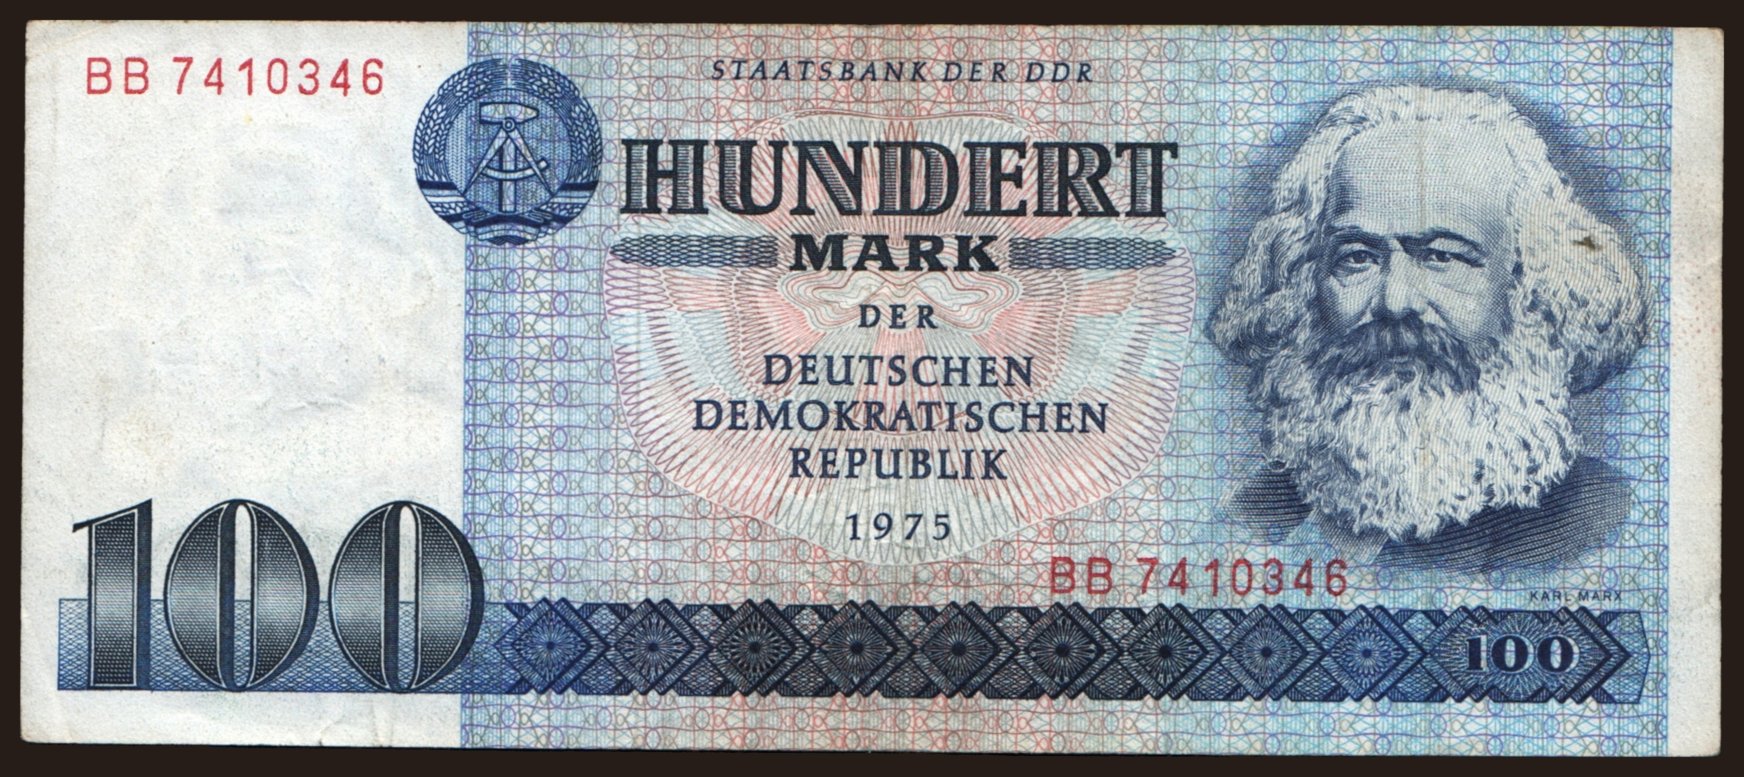 BB 7410346
STAATSBANK DER DDR
HUNDERT
MARK
DER
DEUTSCHEN
DEMOKRATISCHEN
REPUBLIK
1975
BB 7410346
KARL MARX
100
100